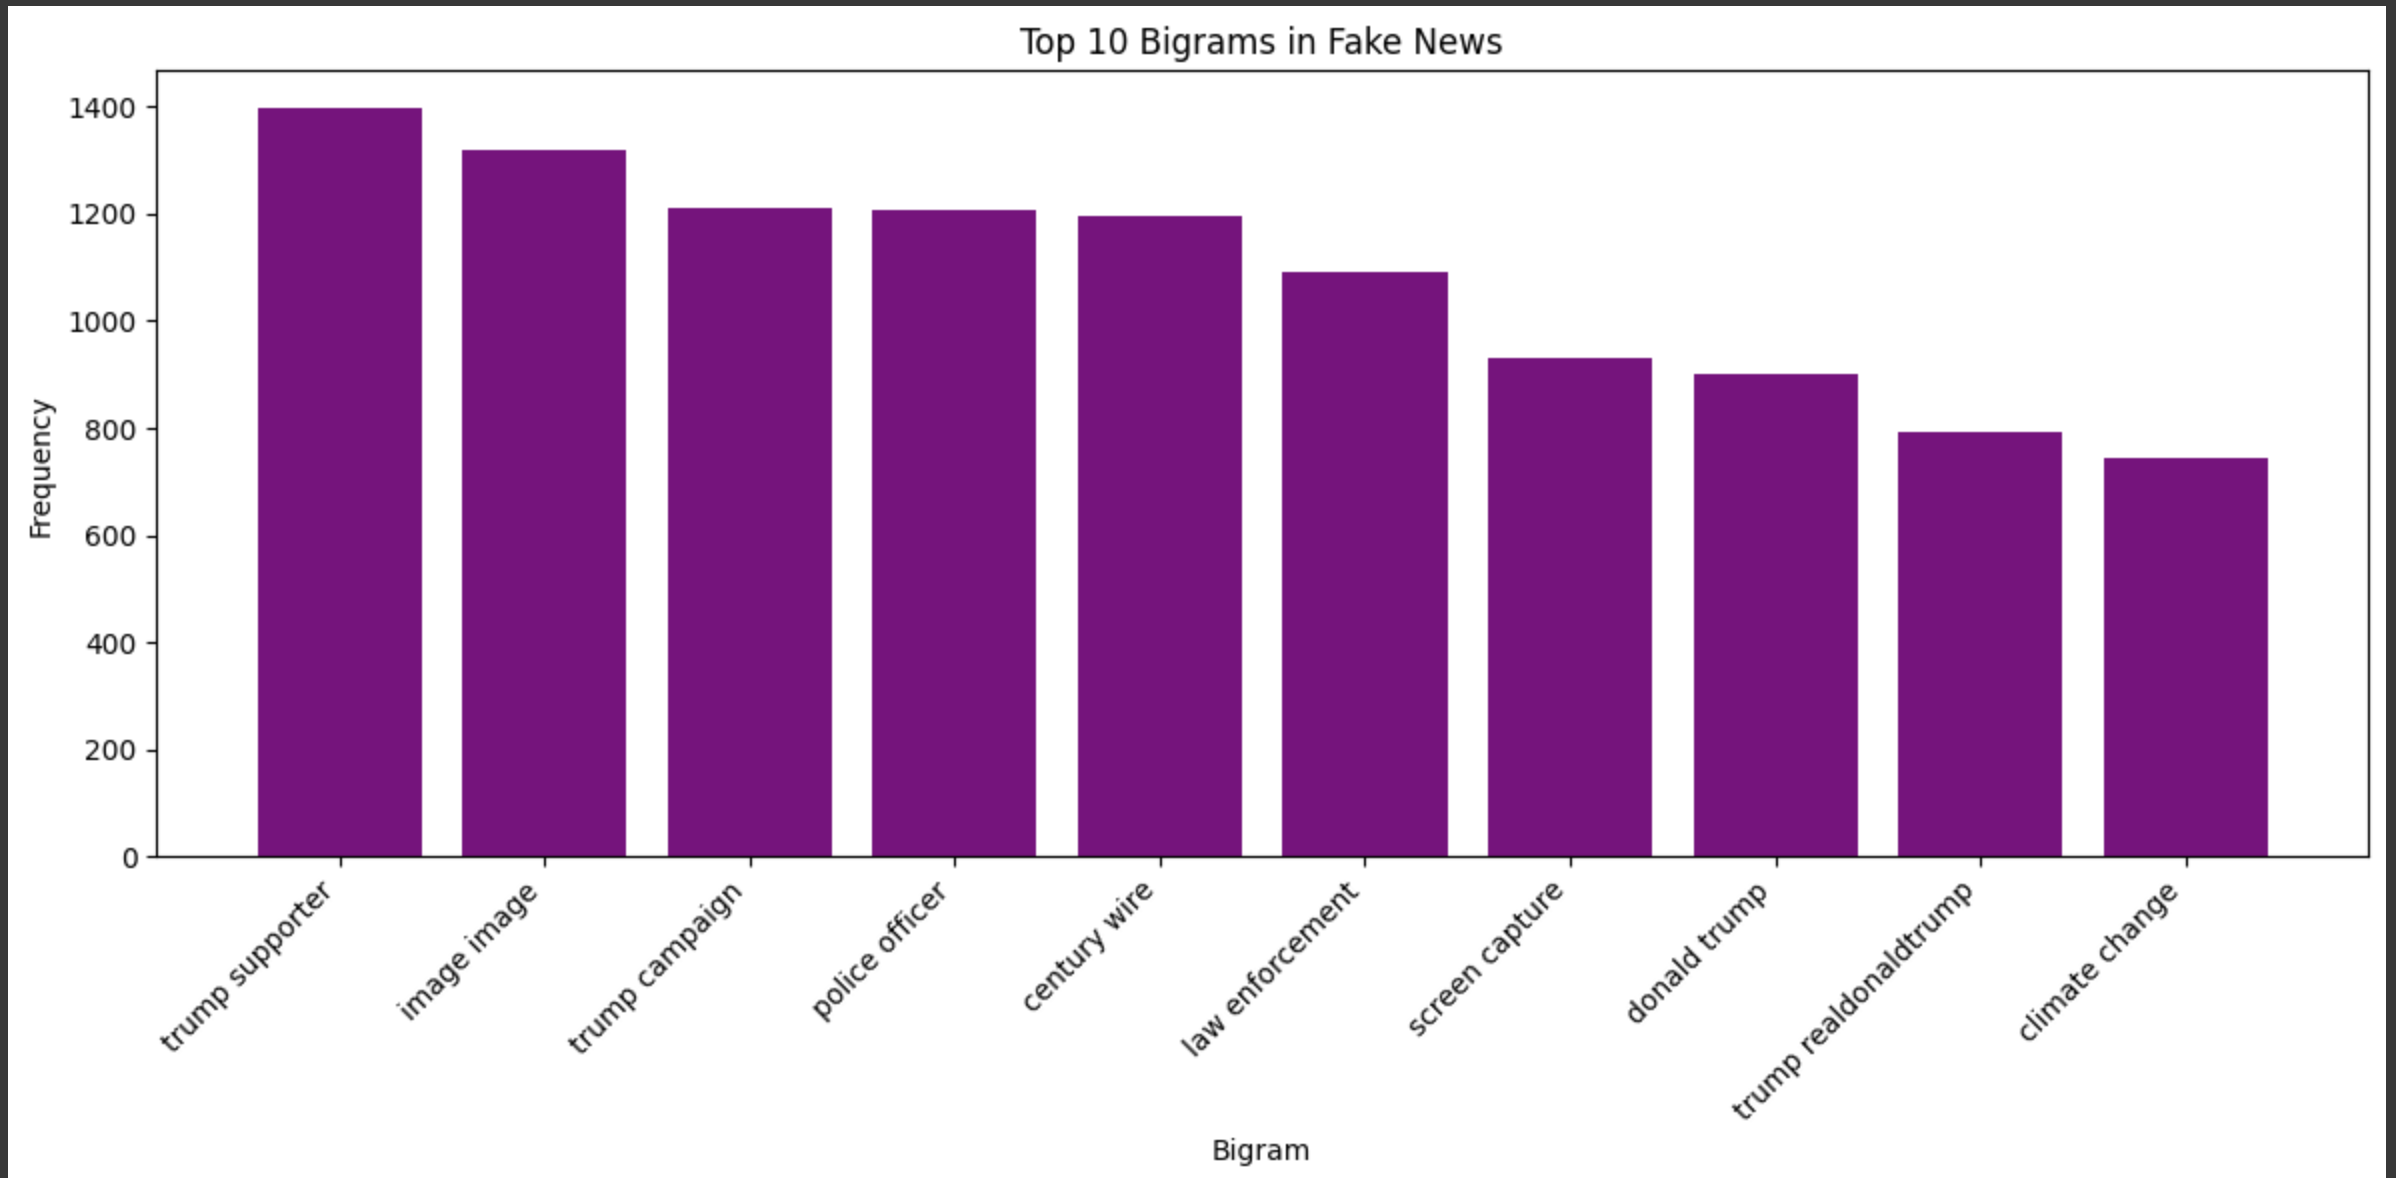 Top 10 Bigrams in Fake News
1400
1200
1000
800
600
400
200
0
Frequency
trump supporter
image image
trump campaign
police officer
century wire
law enforcement
screen capture
donald trump
trump realdonaldtrump
climate change
Bigram